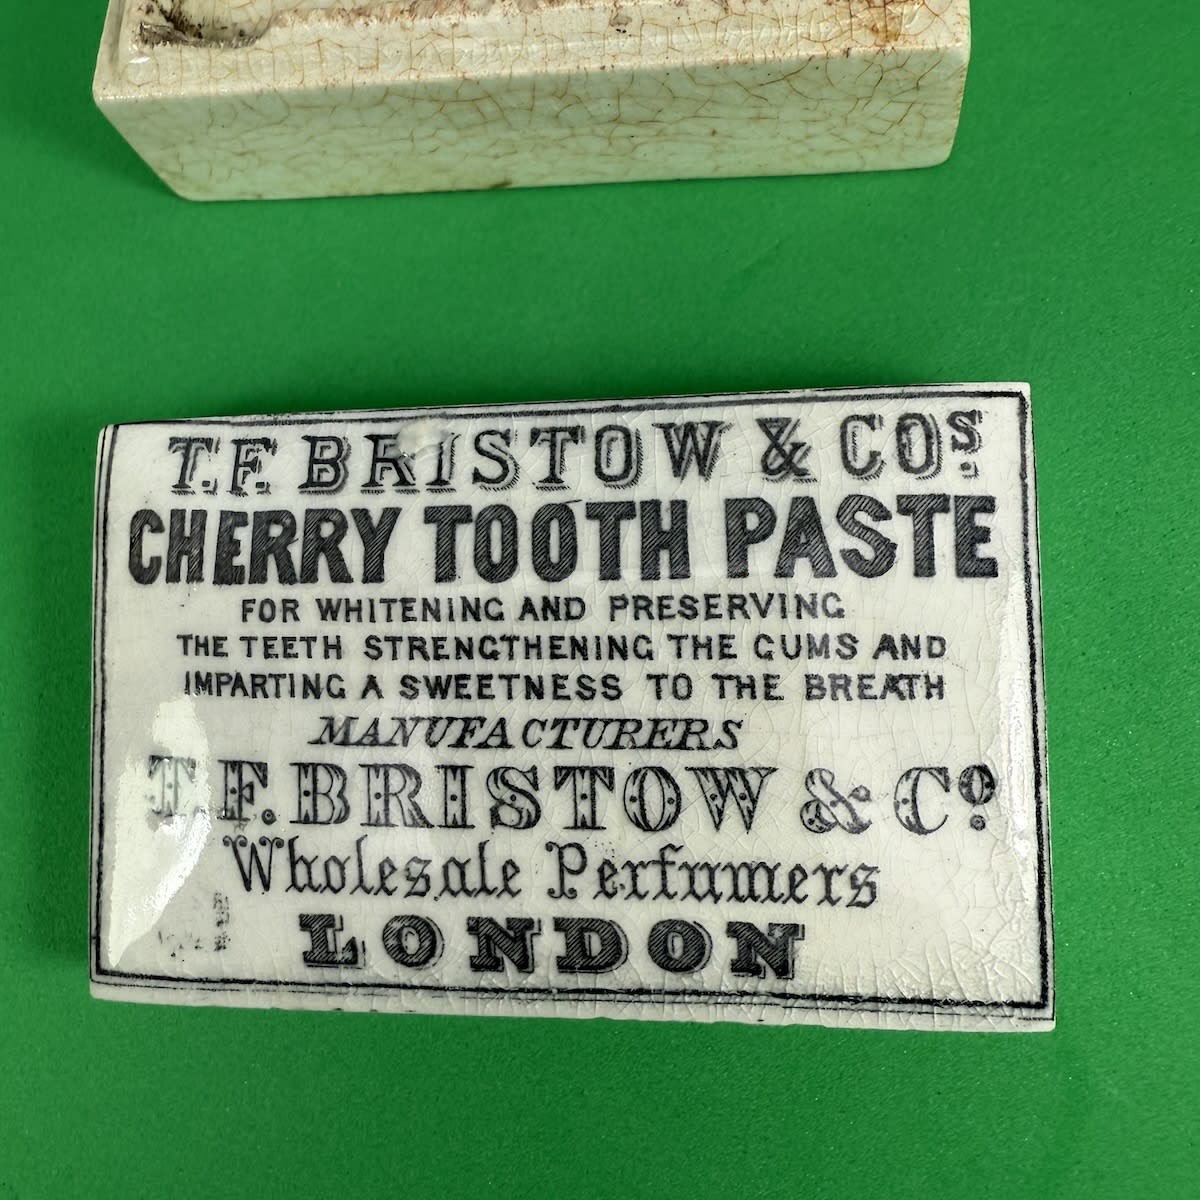 T.F. BRISTOW & COS.
CHERRY TOOTH PASTE
FOR WHITENING AND PRESERVING
THE TEETH STRENGTHENING THE GUMS AND
IMPARTING A SWEETNESS TO THE BREATH
MANUFACTURERS
T.F. BRISTOW & Co.
Wholesale Perfumers
LONDON